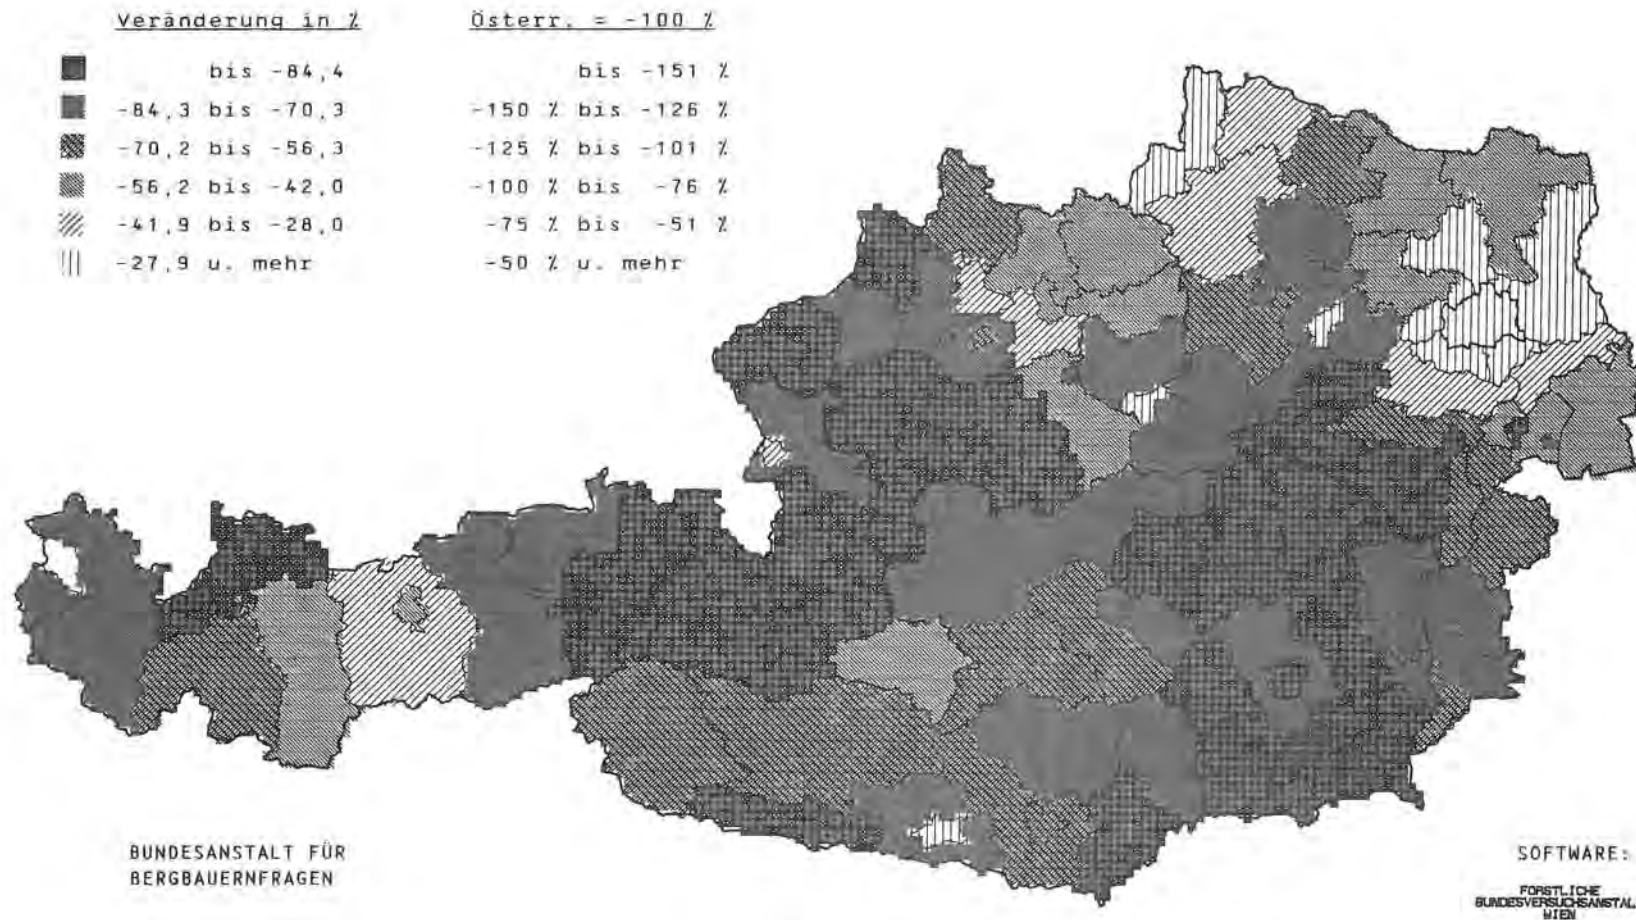 Veränderung in %	Österr. = -100 %
bis -84,4	bis -151 %
-84,3 bis -70,3	-150 % bis -126 %
-70,2 bis -56,3	-125 % bis -101 %
-56,2 bis -42,0	-100 % bis -76 %
-41,9 bis -28,0	-75 % bis -51 %
-27,9 u. mehr	-50 % u. mehr
BUNDESANSTALT FÜR
BERGBAUERNFRAGEN
SOFTWARE:
FORSTLICHE
BUNDESVERSUCHSANSTAL
WIEN